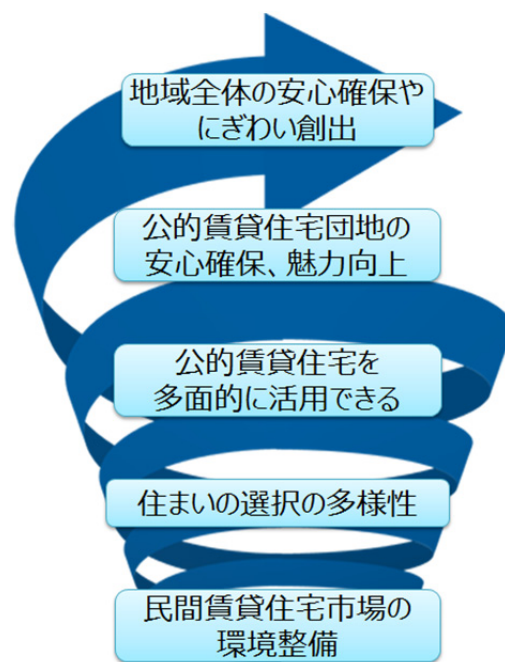 地域全体の安心確保や
にぎわい創出
公的賃貸住宅団地の
安心確保、魅力向上
公的賃貸住宅を
多面的に活用できる
住まいの選択の多様性
民間賃貸住宅市場の
環境整備